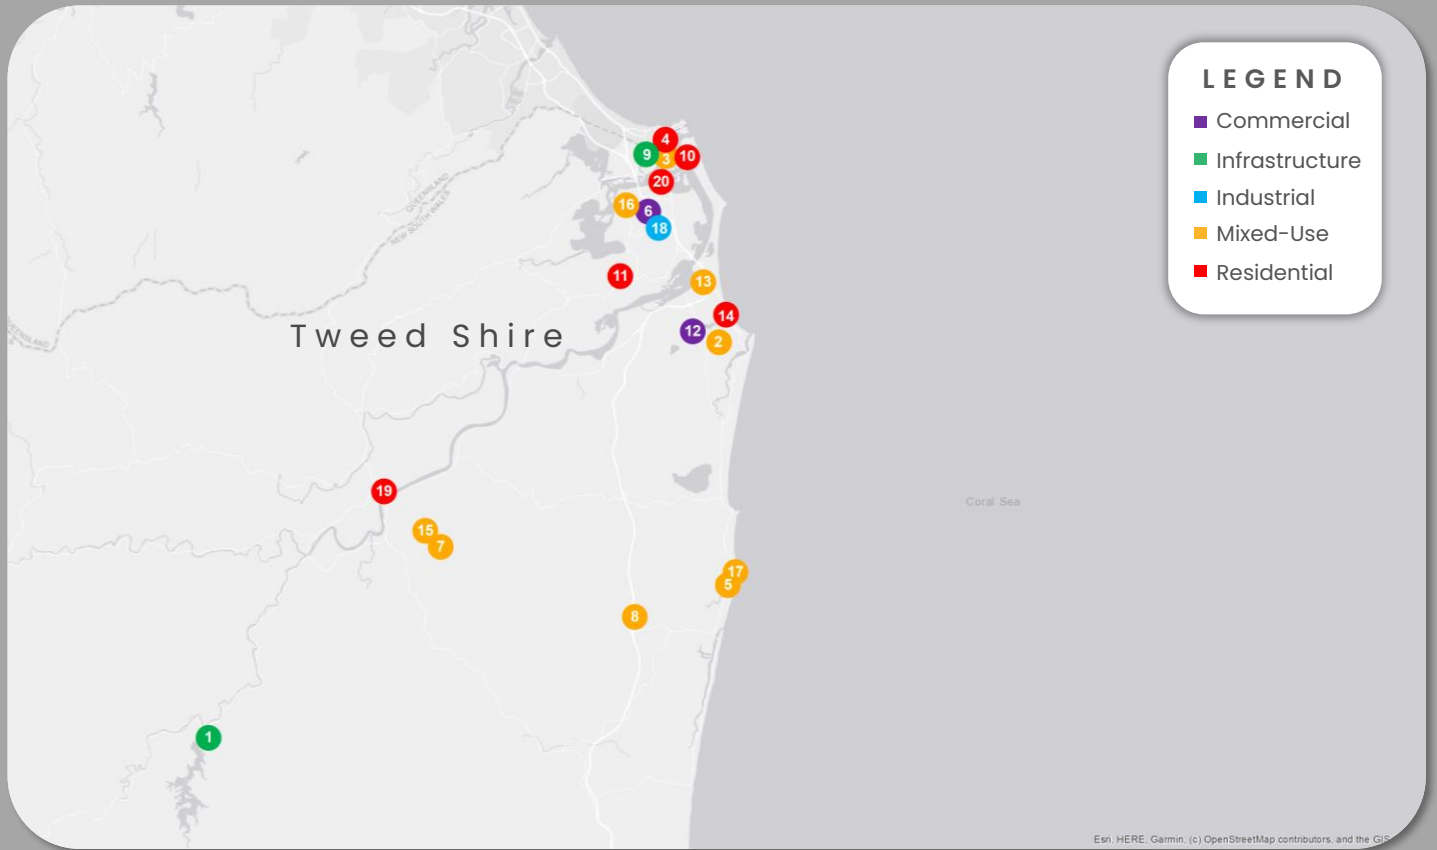 LEGEND
Commercial
Infrastructure
Industrial
Mixed-Use
Residential
4
9
3
10
20
16
6
18
QUEENSLAND
NEW SOUTH WALES
11
13
14
12
2
QUEENSLAND
Tweed Shire
19
Coral Sea
15
7
17
5
8
1
Esri, HERE, Garmin, (c) OpenStreetMap contributors, and the GIS